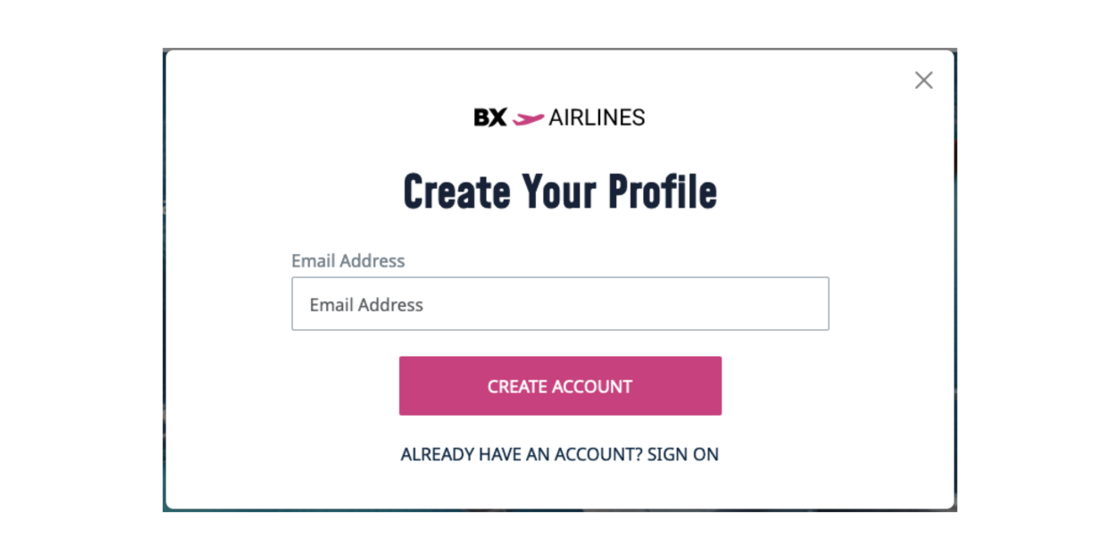 BX AIRLINES
Create Your Profile
Email Address
Email Address
CREATE ACCOUNT
ALREADY HAVE AN ACCOUNT? SIGN ON